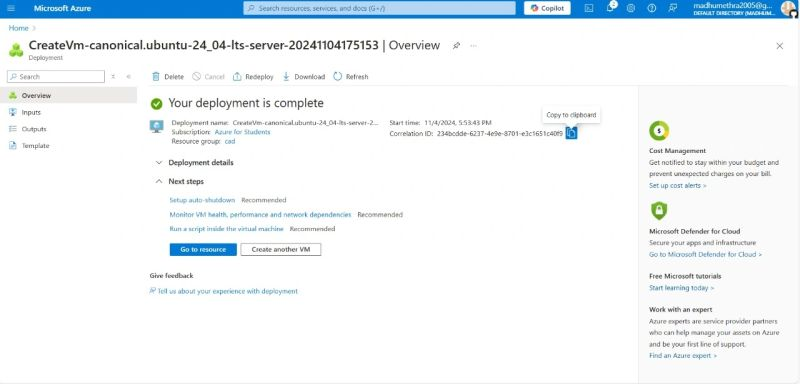 Microsoft Azure
Search resources, services, and docs (G+/)
Copilot
madhumethra2005@g...
DEFAULT DIRECTORY (MADHUM...
Home >
CreateVm-canonical.ubuntu-24_04-lts-server-20241104175153 | Overview
Deployment
Search
Delete
Cancel
Redeploy
Download
Refresh
Overview
Inputs
Outputs
Template
Your deployment is complete
Deployment name: CreateVm-canonical.ubuntu-24_04-lts-server-2...
Subscription: Azure for Students
Resource group: cad
Start time: 11/4/2024, 5:53:43 PM
Correlation ID: 234bcdde-6237-4e9e-8701-e3c1651c40f9
Copy to clipboard
Deployment details
Next steps
Setup auto-shutdown Recommended
Monitor VM health, performance and network dependencies Recommended
Run a script inside the virtual machine Recommended
Go to resource
Create another VM
Give feedback
Tell us about your experience with deployment
Cost Management
Get notified to stay within your budget and
prevent unexpected charges on your bill.
Set up cost alerts >
Microsoft Defender for Cloud
Secure your apps and infrastructure
Go to Microsoft Defender for Cloud >
Free Microsoft tutorials
Start learning today >
Work with an expert
Azure experts are service provider partners
who can help manage your assets on Azure
and be your first line of support.
Find an Azure expert >